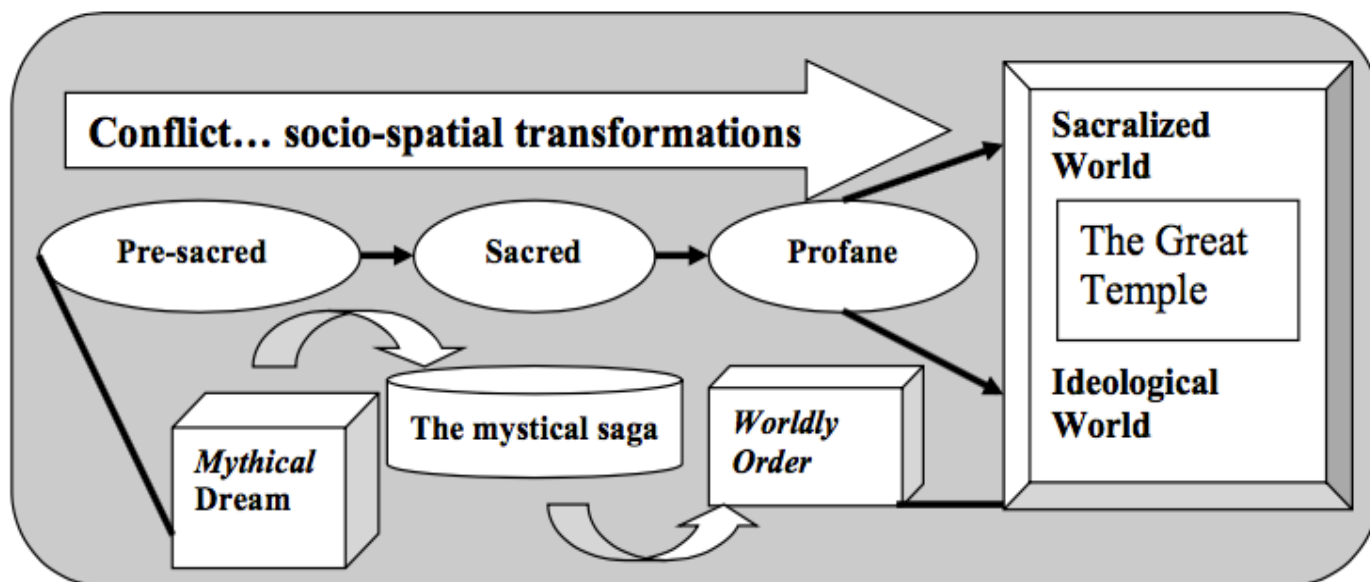 Conflict… socio-spatial transformations
Pre-sacred
Sacred
Profane
Mythical
Dream
The mystical saga
Worldly
Order
Sacralized
World
The Great
Temple
Ideological
World